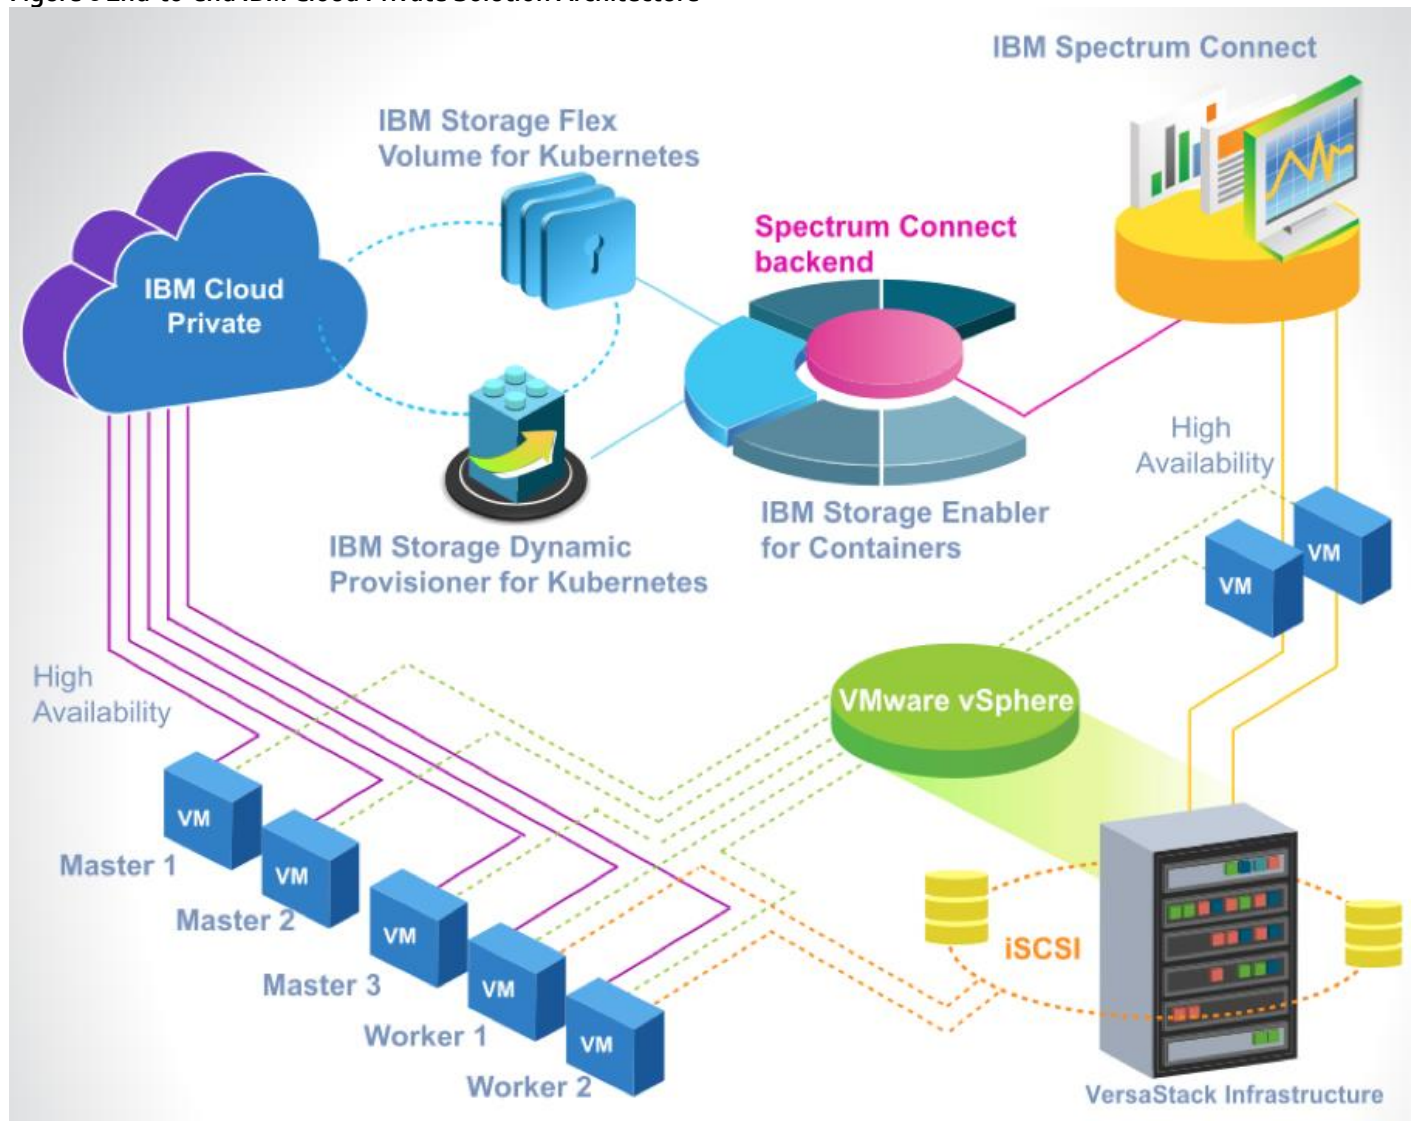 IBM Spectrum Connect
IBM Storage Flex
Volume for Kubernetes
Spectrum Connect
backend
IBM Cloud
Private
High
Availability
IBM Storage Enabler
for Containers
IBM Storage Dynamic
Provisioner for Kubernetes
VM
VM
High
Availability
VMware vSphere
VM
Master 1
VM
Master 2
VM
Master 3
VM
Worker 1
VM
Worker 2
iSCSI
VersaStack Infrastructure